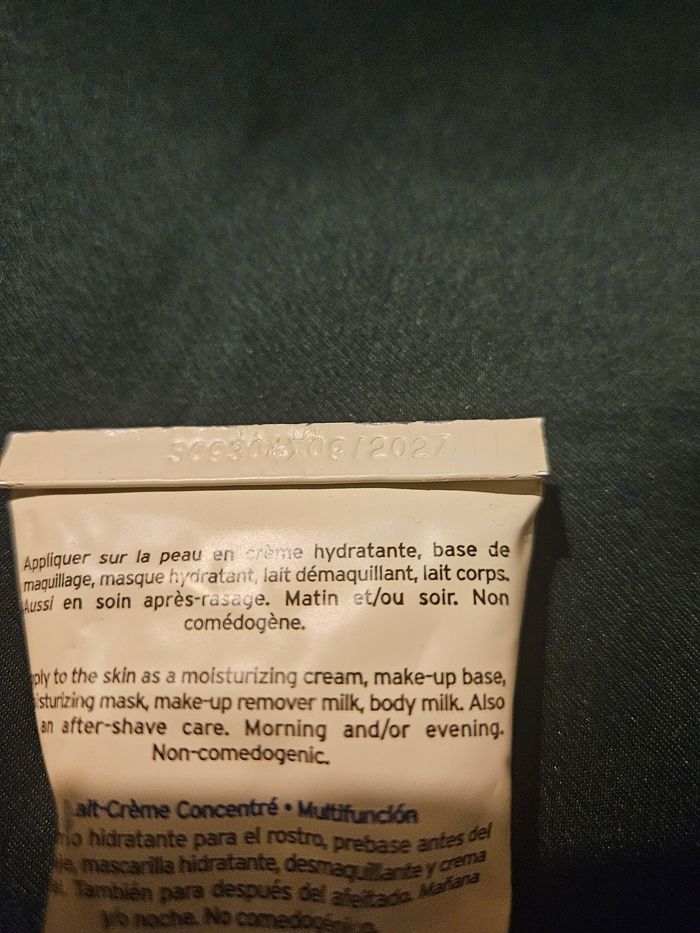 09/2027
Appliquer sur la peau en crème hydratante, base de
maquillage, masque hydratant, lait démaquillant, lait corps.
Aussi en soin après-rasage. Matin et/ou soir. Non
comédogène.
to the skin as a moisturizing cream, make-up base,
mask, make-up remover milk, body milk. Also
an after-shave care. Morning and/or evening.
Non-comedogenic.
Lait-Crème Concentré • Multifunción
hidratante para el rostro, prebase antes del
mascarilla hidratante, desmaquillante y crema
También para después del afeitado. Mañana
y/o noche. No comedogénico.